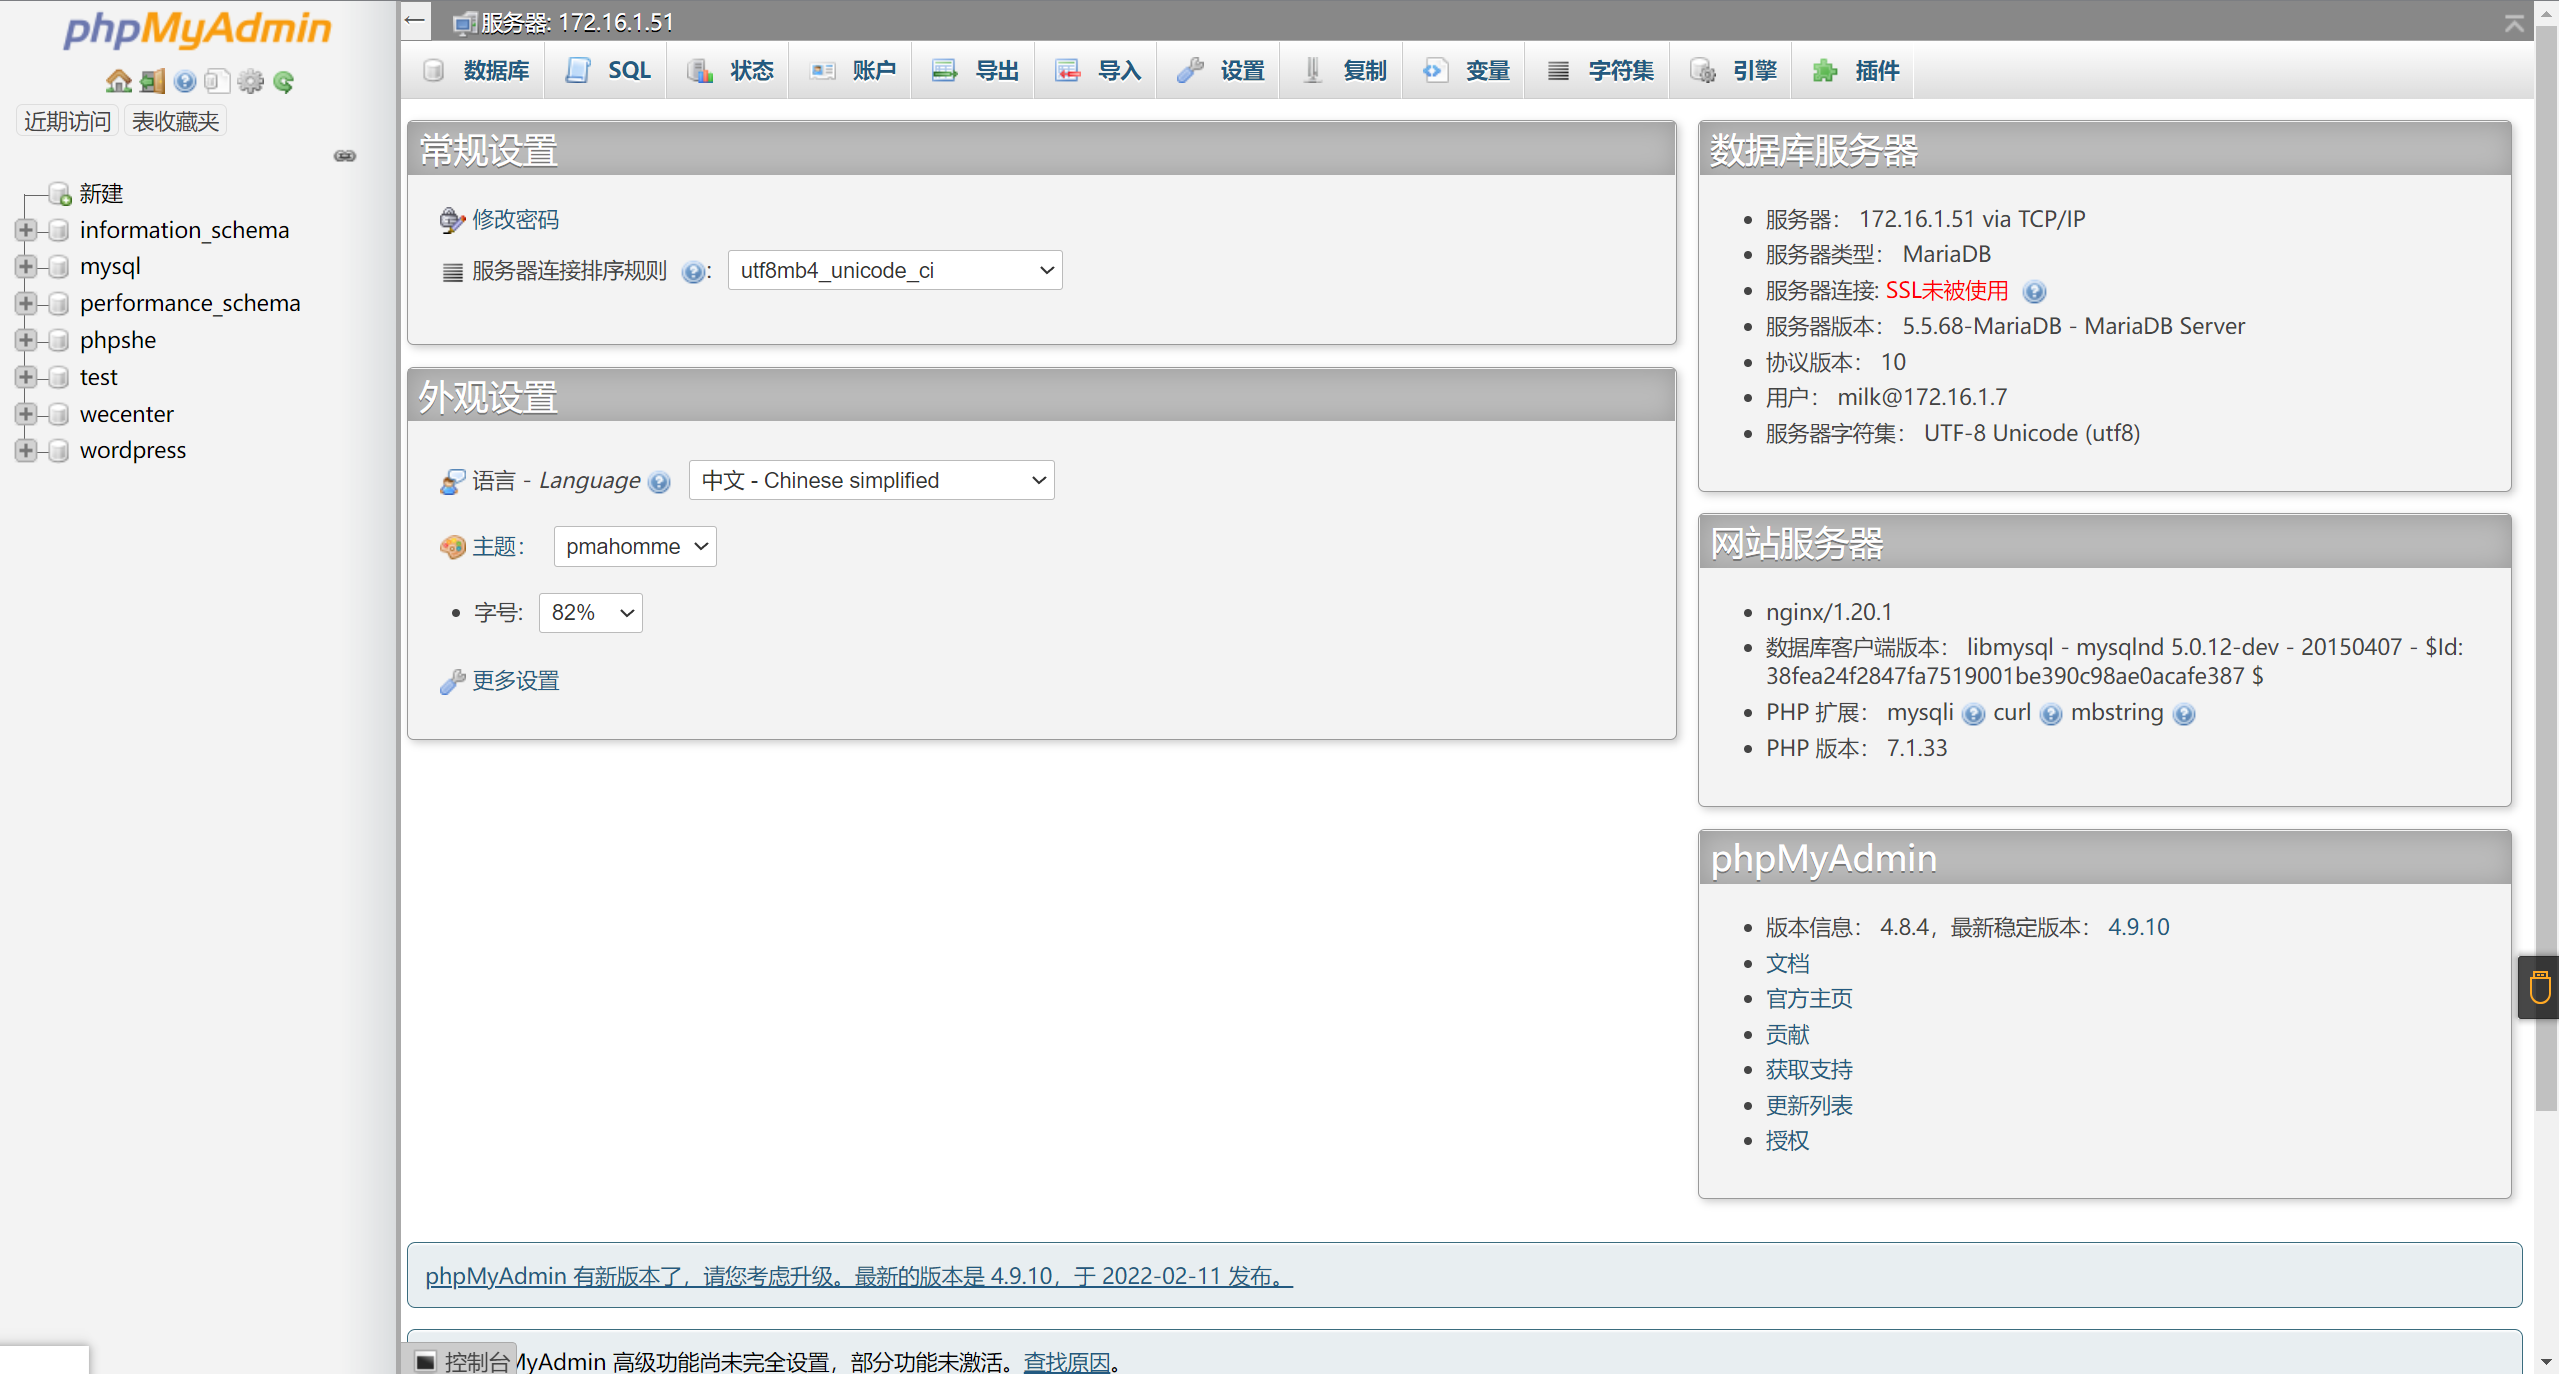 phpMyAdmin
近期访问 表收藏夹
新建
information_schema
mysql
performance_schema
phpshe
test
wecenter
wordpress
服务器: 172.16.1.51
数据库 SQL 状态 账户 导出 导入 设置 复制 变量 字符集 引擎 插件
常规设置
修改密码
服务器连接排序规则 : utf8mb4_unicode_ci
外观设置
语言 - Language 中文 - Chinese simplified
主题： pmahomme
字号: 82%
更多设置
数据库服务器
服务器： 172.16.1.51 via TCP/IP
服务器类型： MariaDB
服务器连接: SSL未被使用
服务器版本： 5.5.68-MariaDB - MariaDB Server
协议版本： 10
用户： milk@172.16.1.7
服务器字符集： UTF-8 Unicode (utf8)
网站服务器
nginx/1.20.1
数据库客户端版本： libmysql - mysqlnd 5.0.12-dev - 20150407 - $Id:
38fea24f2847fa7519001be390c98ae0acafe387 $
PHP 扩展： mysqli curl mbstring
PHP 版本： 7.1.33
phpMyAdmin
版本信息： 4.8.4，最新稳定版本： 4.9.10
文档
官方主页
贡献
获取支持
更新列表
授权
phpMyAdmin 有新版本了，请您考虑升级。最新的版本是 4.9.10，于 2022-02-11 发布。
控制台 MyAdmin 高级功能尚未完全设置，部分功能未激活。查找原因。